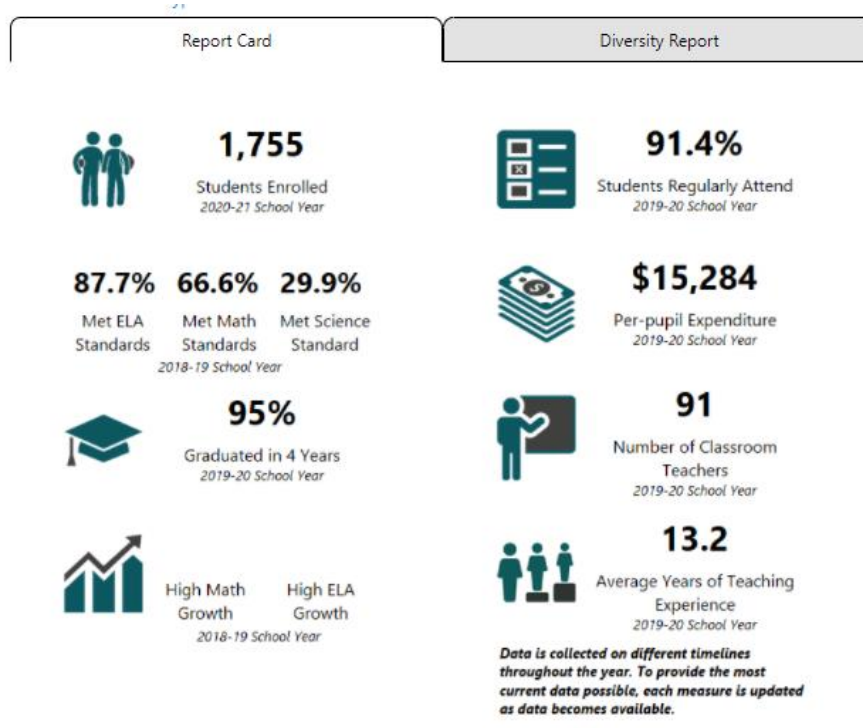 Report Card
Diversity Report
1,755
Students Enrolled
2020-21 School Year
91.4%
Students Regularly Attend
2019-20 School Year
87.7% 66.6% 29.9%
Met ELA Met Math Met Science
Standards Standards Standard
2018-19 School Year
$15,284
Per-pupil Expenditure
2019-20 School Year
95%
Graduated in 4 Years
2019-20 School Year
91
Number of Classroom
Teachers
2019-20 School Year
High Math High ELA
Growth Growth
2018-19 School Year
13.2
Average Years of Teaching
Experience
2019-20 School Year
Data is collected on different timelines
throughout the year. To provide the most
current data possible, each measure is updated
as data becomes available.